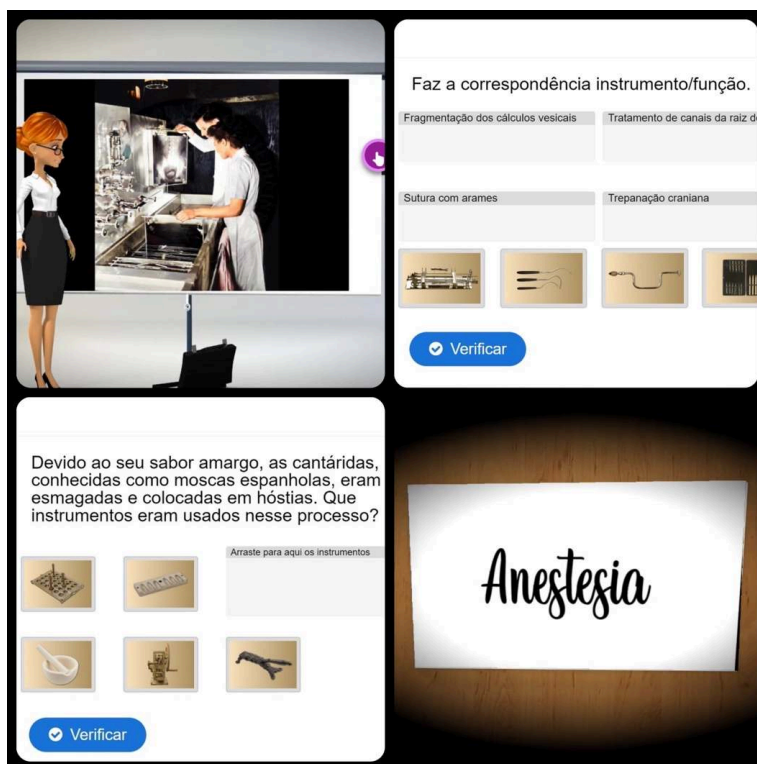 Faz a correspondência instrumento/função.
Fragmentação dos cálculos vesicais
Tratamento de canais da raiz d
Sutura com arames
Trepanação craniana
Verificar
Devido ao seu sabor amargo, as cantáridas,
conhecidas como moscas espanholas, eram
esmagadas e colocadas em hóstias. Que
instrumentos eram usados nesse processo?
Arraste para aqui os instrumentos
Verificar
Anestesia